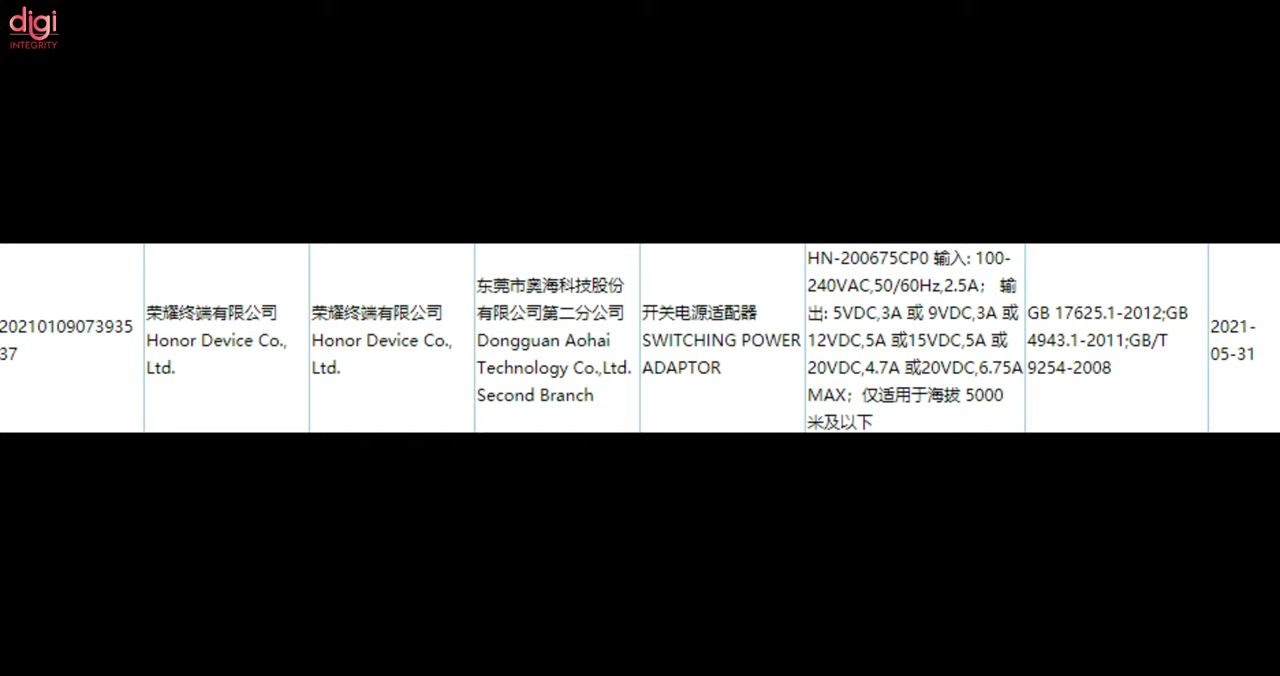 digi
INTEGRITY
20210109073935
37
荣耀终端有限公司
Honor Device Co.,
Ltd.
荣耀终端有限公司
Honor Device Co.,
Ltd.
东莞市奥海科技股份
有限公司第二分公司
Dongguan Aohai
Technology Co.,Ltd.
Second Branch
开关电源适配器
SWITCHING POWER
ADAPTOR
HN-200675CP0 输入: 100-
240VAC,50/60Hz,2.5A； 输
出: 5VDC,3A 或 9VDC,3A 或
12VDC,5A 或15VDC,5A 或
20VDC,4.7A 或20VDC,6.75A
MAX；仅适用于海拔 5000
米及以下
GB 17625.1-2012;GB
4943.1-2011;GB/T
9254-2008
2021-
05-31